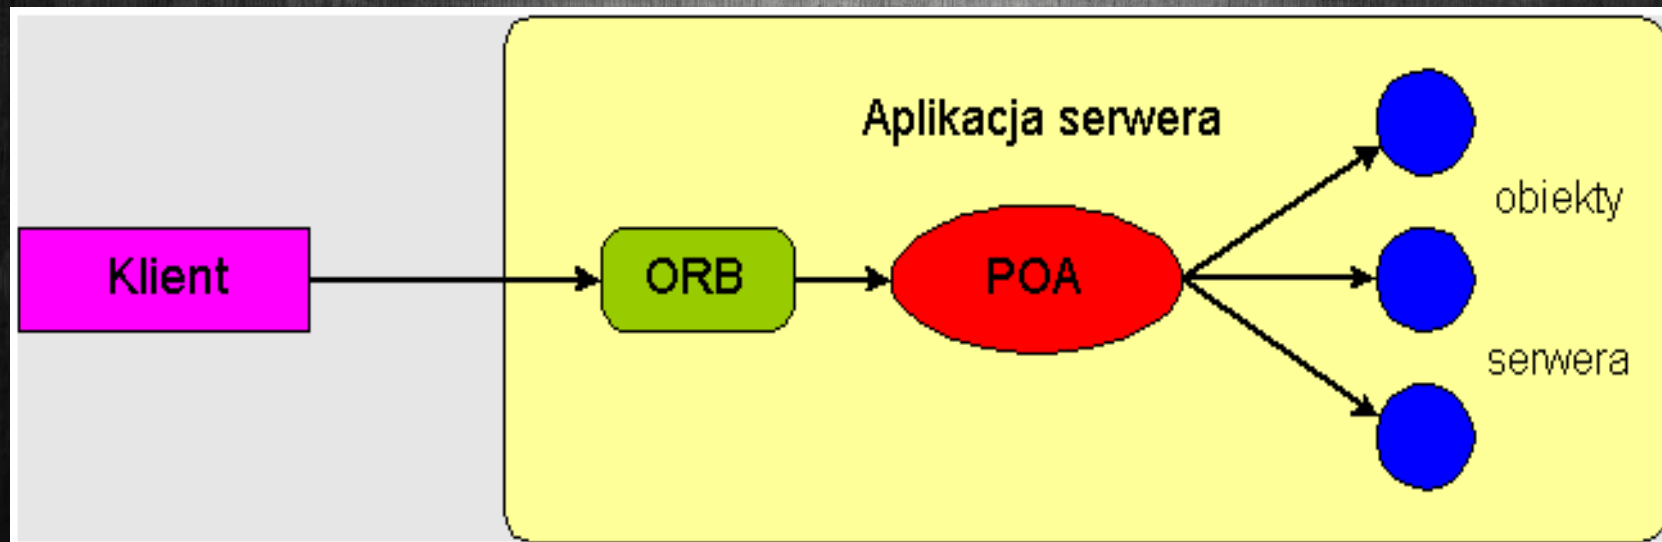 Aplikacja serwera
obiekty
Klient
ORB
POA
serwera